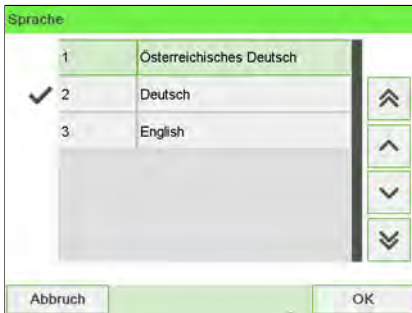 Sprache
1 Österreichisches Deutsch
2 Deutsch
3 English
Abbruch OK